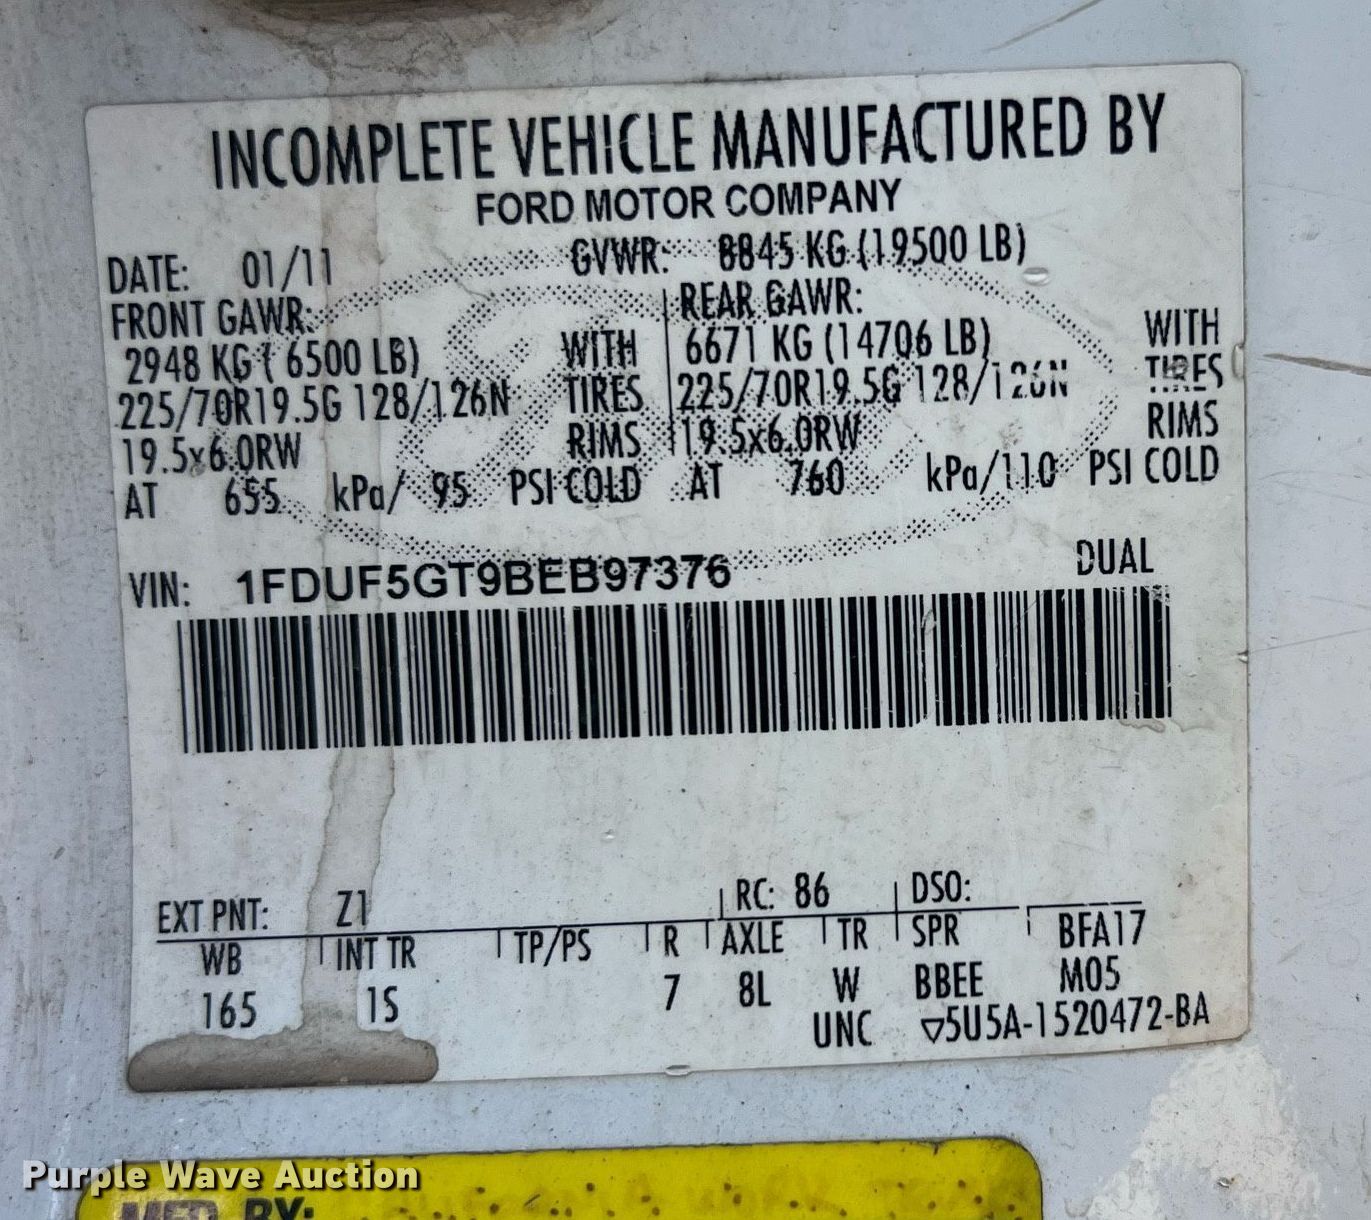 INCOMPLETE VEHICLE MANUFACTURED BY
FORD MOTOR COMPANY
DATE: 01/11 GVWR: 8845 KG (19500 LB)
FRONT GAWR: REAR GAWR:
2948 KG ( 6500 LB) WITH 6671 KG (14706 LB) WITH
225/70R19.5G 128/126N TIRES 225/70R19.5G 128/126N TIRES
19.5x6.0RW RIMS 19.5x6.0RW RIMS
AT 655 kPa/ 95 PSI COLD AT 760 kPa/110 PSI COLD
DUAL
VIN: 1FDUF5GT9BEB97376
EXT PNT: Z1 RC: 86 DSO:
WB INT TR TP/PS R AXLE TR SPR BFA17
165 1S 7 8L W BBEE M05
UNC ▽5U5A-1520472-BA
Purple Wave Auction
MFD BY: